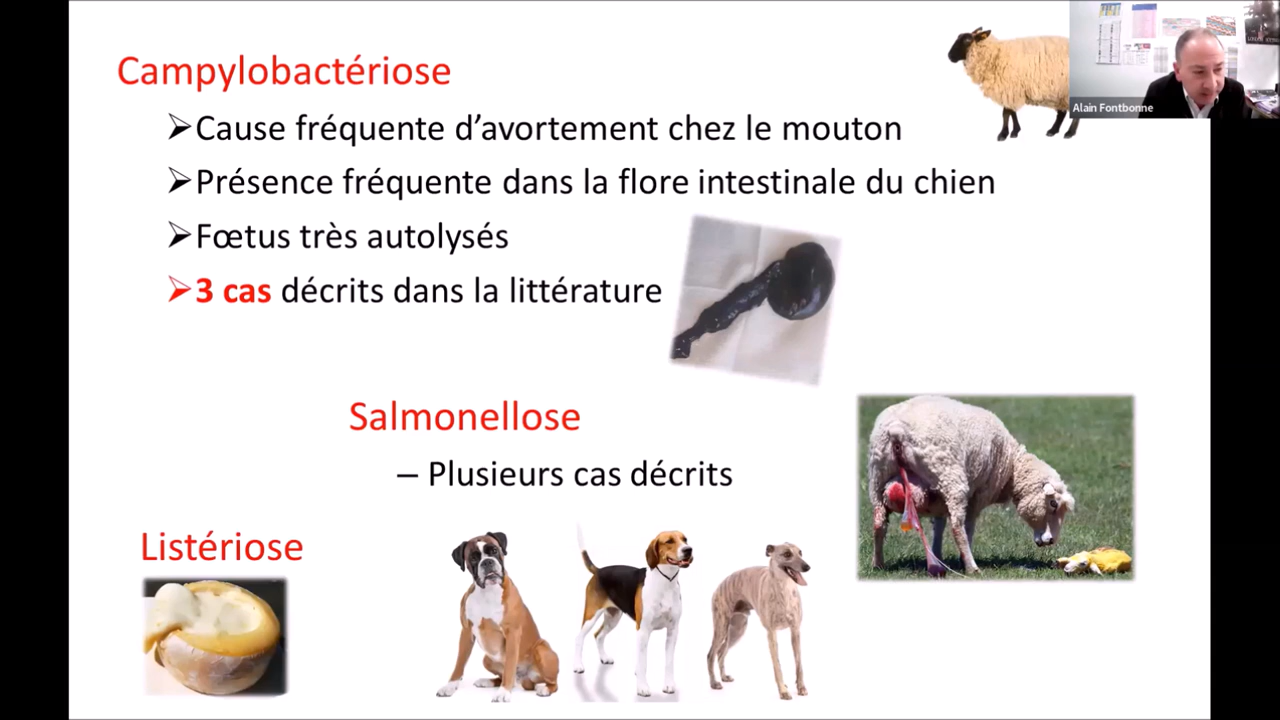 Campylobactériose
➢Cause fréquente d’avortement chez le mouton
➢Présence fréquente dans la flore intestinale du chien
➢Fœtus très autolysés
➢3 cas décrits dans la littérature
Salmonellose
– Plusieurs cas décrits
Listériose
Alain Fontbonne